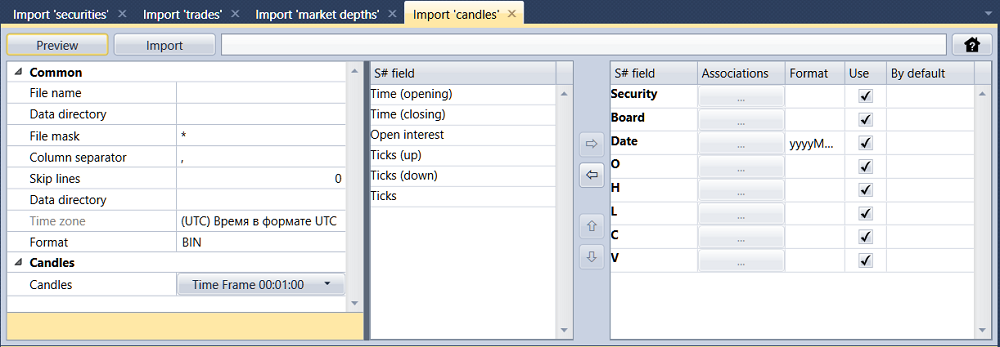 Import 'securities' × Import 'trades' × Import 'market depths' × Import 'candles' ×
Preview Import
Common
File name
Data directory
File mask *
Column separator ,
Skip lines 0
Data directory
Time zone (UTC) Время в формате UTC
Format BIN
Candles
Candles Time Frame 00:01:00
S# field
Time (opening)
Time (closing)
Open interest
Ticks (up)
Ticks (down)
Ticks
S# field Associations Format Use By default
Security ...
Board ...
Date ... yyyyM...
O ...
H ...
L ...
C ...
V ...